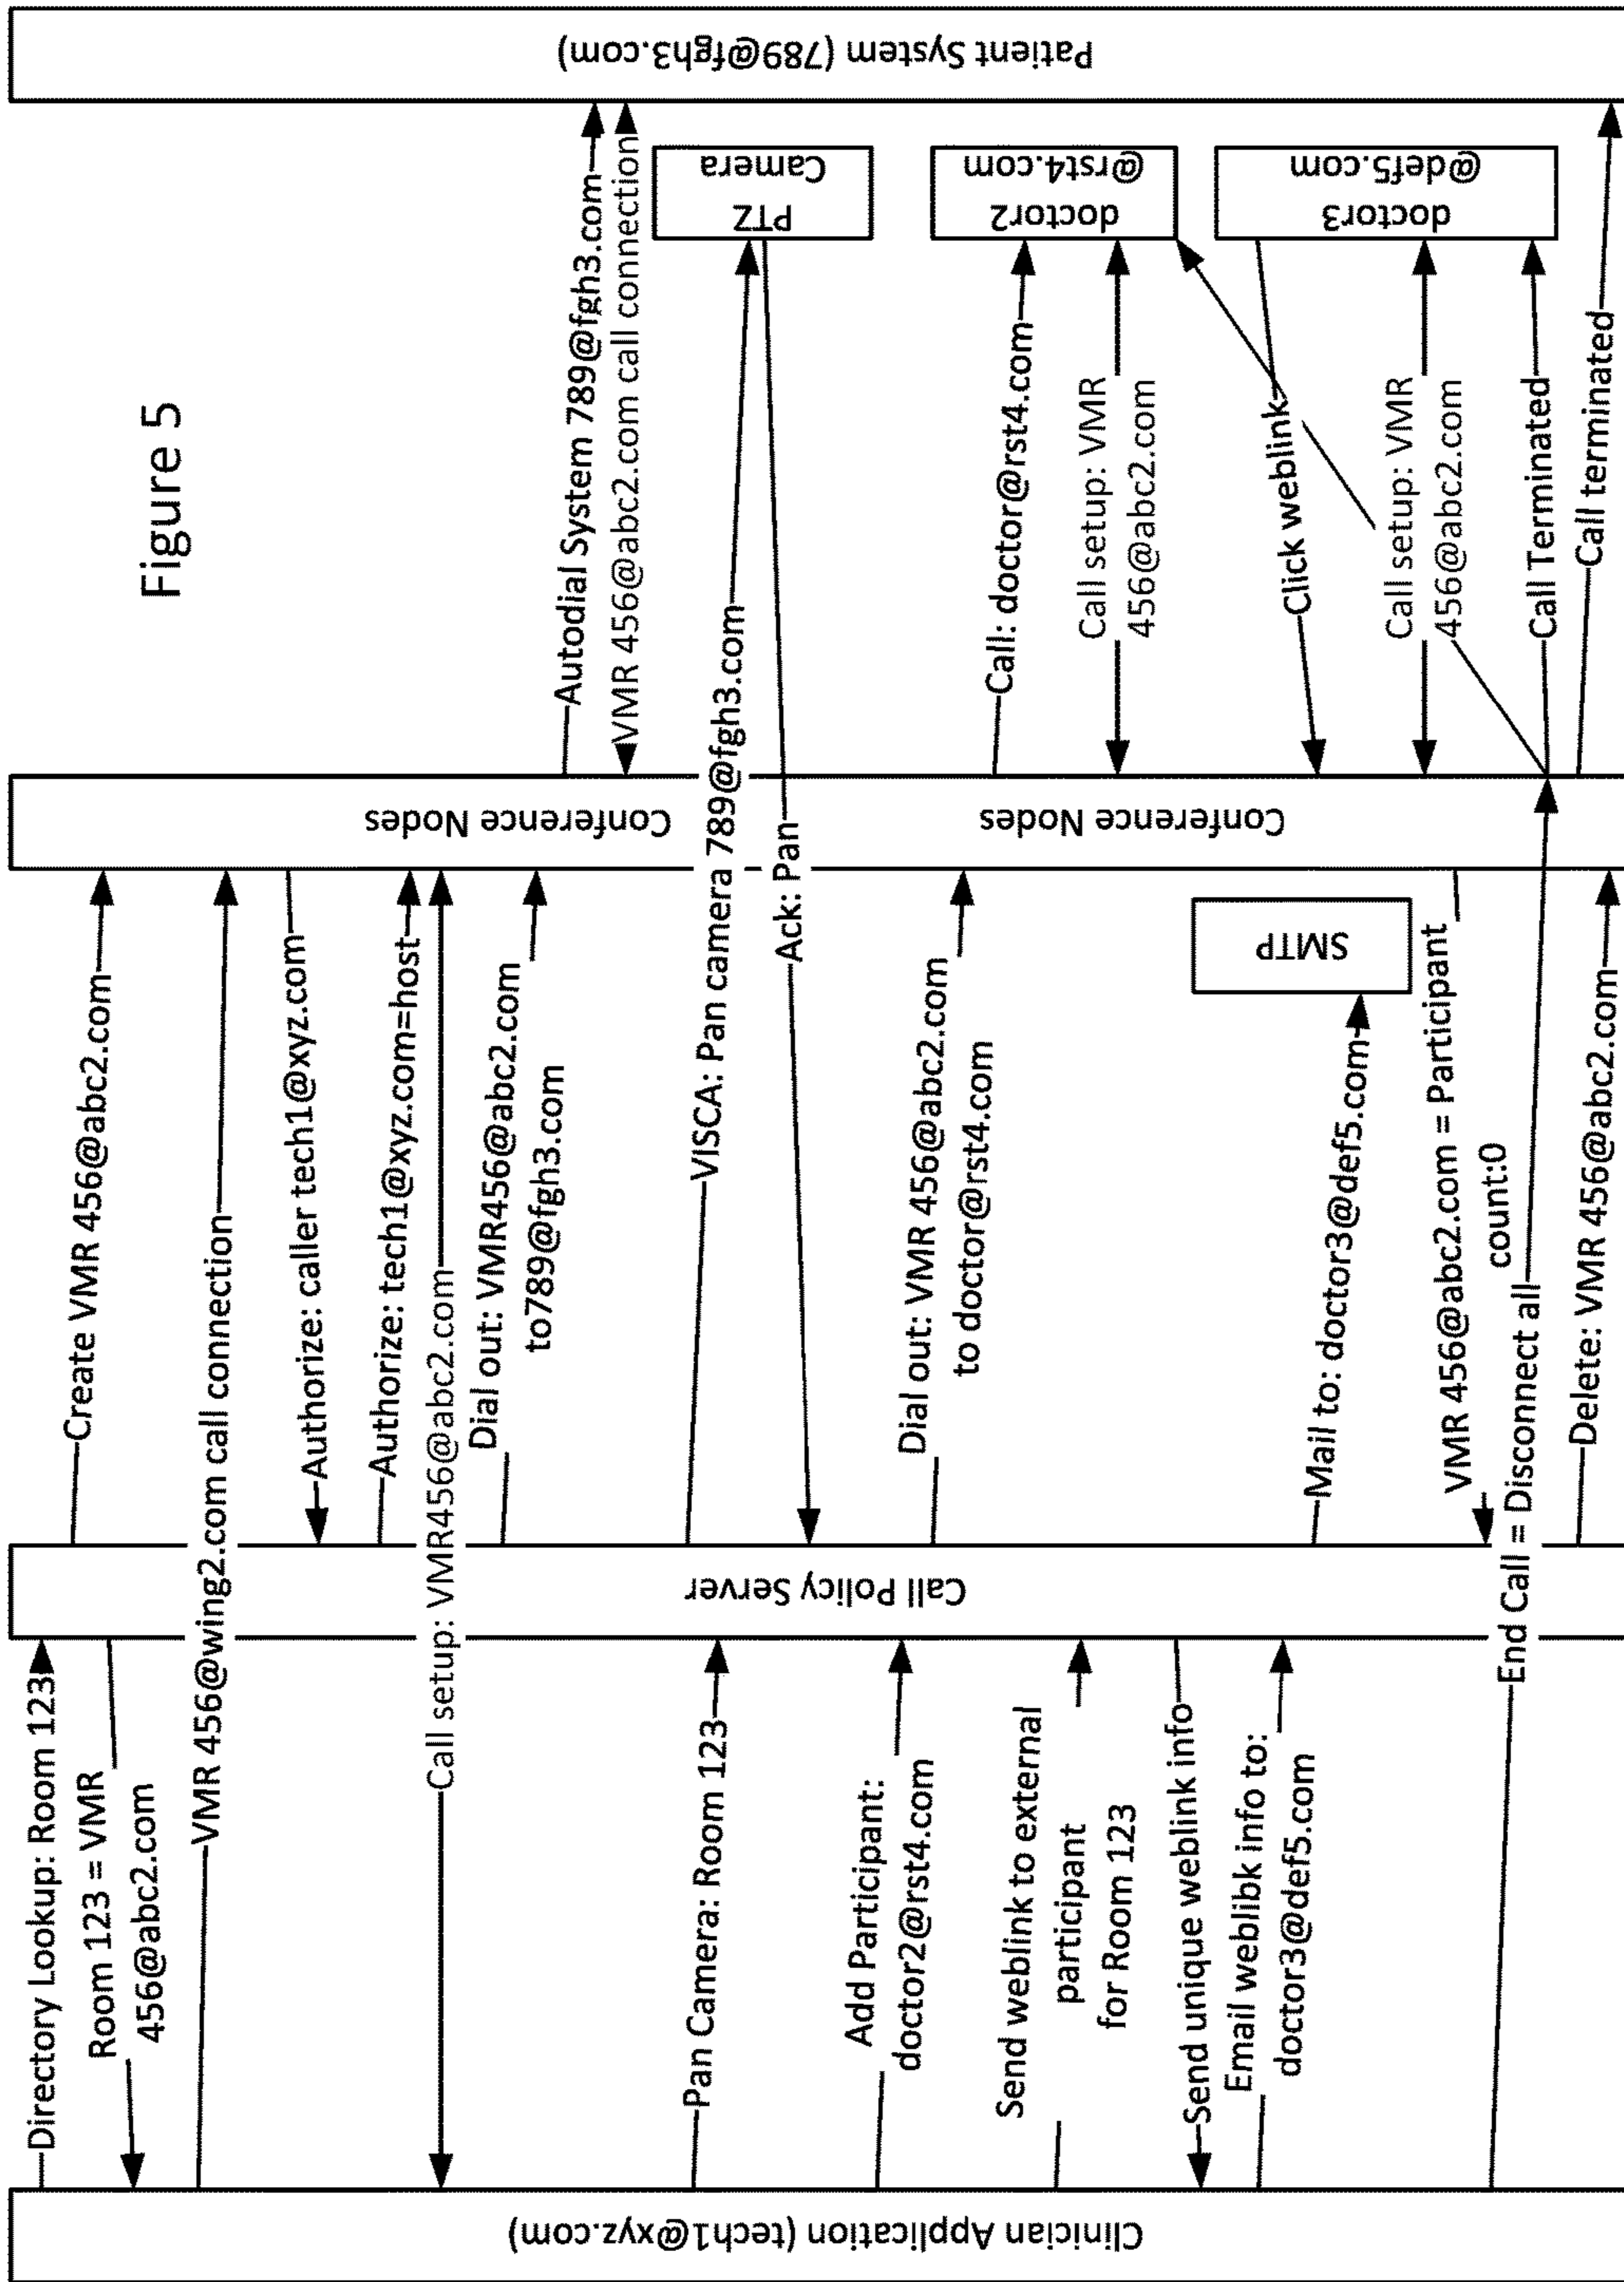 Figure 5
Clinician Application (tech1@xyz.com)
Call Policy Server
Conference Nodes
Conference Nodes
Patient System (789@fgh3.com)
Directory Lookup: Room 123
Create VMR 456@abc2.com
Room 123 = VMR
456@abc2.com
VMR 456@wing2.com call connection
Authorize: caller tech1@xyz.com
Authorize: tech1@xyz.com=host
Call setup: VMR456@abc2.com
Dial out: VMR456@abc2.com
to789@fgh3.com
Autodial System 789@fgh3.com
VMR 456@abc2.com call connection
Pan Camera: Room 123
VISCA: Pan camera 789@fgh3.com
PTZ
Camera
Ack: Pan
Add Participant:
doctor2@rst4.com
Dial out: VMR 456@abc2.com
to doctor@rst4.com
Call: doctor@rst4.com
doctor2
@rst4.com
Call setup: VMR
456@abc2.com
Send weblink to external
participant
for Room 123
Send unique weblink info
Email weblibk info to:
doctor3@def5.com
Mail to: doctor3@def5.com
SMTP
Click weblink
doctor3
@def5.com
Call setup: VMR
456@abc2.com
VMR 456@abc2.com = Participant
count:0
End Call = Disconnect all
Call Terminated
Call terminated
Delete: VMR 456@abc2.com